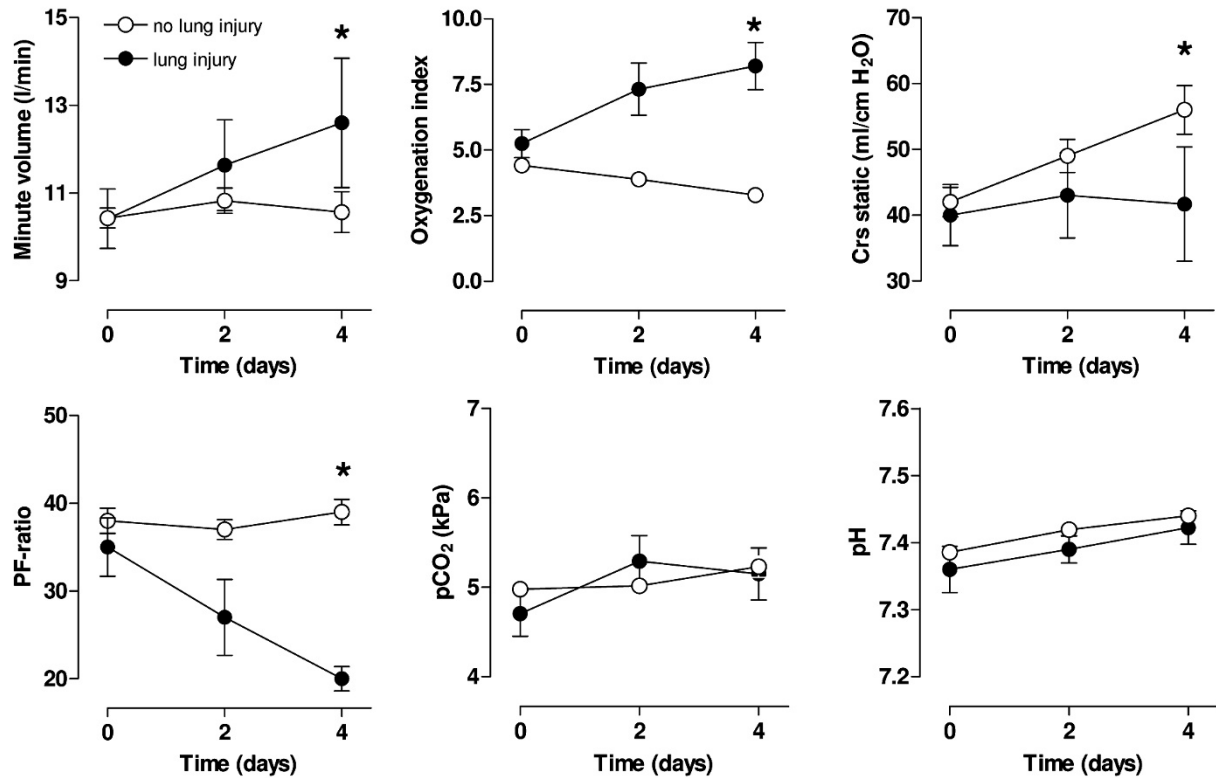 Minute volume (l/min)
15
13
11
9
no lung injury
lung injury
*
0 2 4
Time (days)
Oxygenation index
10.0
7.5
5.0
2.5
0.0
*
0 2 4
Time (days)
Crs static (ml/cm H₂O)
70
60
50
40
30
*
0 2 4
Time (days)
PF-ratio
50
40
30
20
*
0 2 4
Time (days)
pCO₂ (kPa)
7
6
5
4
0 2 4
Time (days)
pH
7.6
7.5
7.4
7.3
7.2
0 2 4
Time (days)